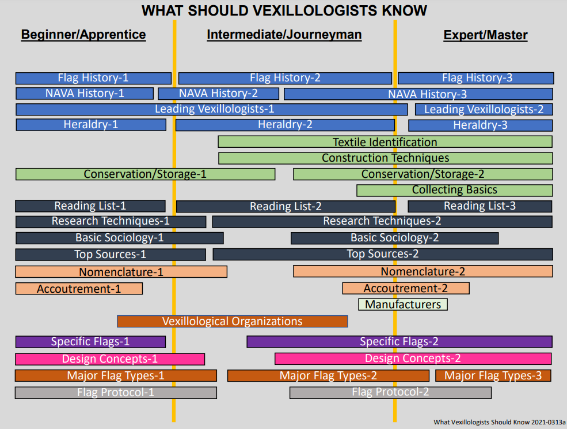 WHAT SHOULD VEXILLOLOGISTS KNOW
Beginner/Apprentice Intermediate/Journeyman Expert/Master
Flag History-1 Flag History-2 Flag History-3
NAVA History-1 NAVA History-2 NAVA History-3
Leading Vexillologists-1 Leading Vexillologists-2
Heraldry-1 Heraldry-2 Heraldry-3
Textile Identification
Construction Techniques
Conservation/Storage-1 Conservation/Storage-2
Collecting Basics
Reading List-1 Reading List-2 Reading List-3
Research Techniques-1 Research Techniques-2
Basic Sociology-1 Basic Sociology-2
Top Sources-1 Top Sources-2
Nomenclature-1 Nomenclature-2
Accoutrement-1 Accoutrement-2
Manufacturers
Vexillological Organizations
Specific Flags-1 Specific Flags-2
Design Concepts-1 Design Concepts-2
Major Flag Types-1 Major Flag Types-2 Major Flag Types-3
Flag Protocol-1 Flag Protocol-2
What Vexillologists Should Know 2021-0313a